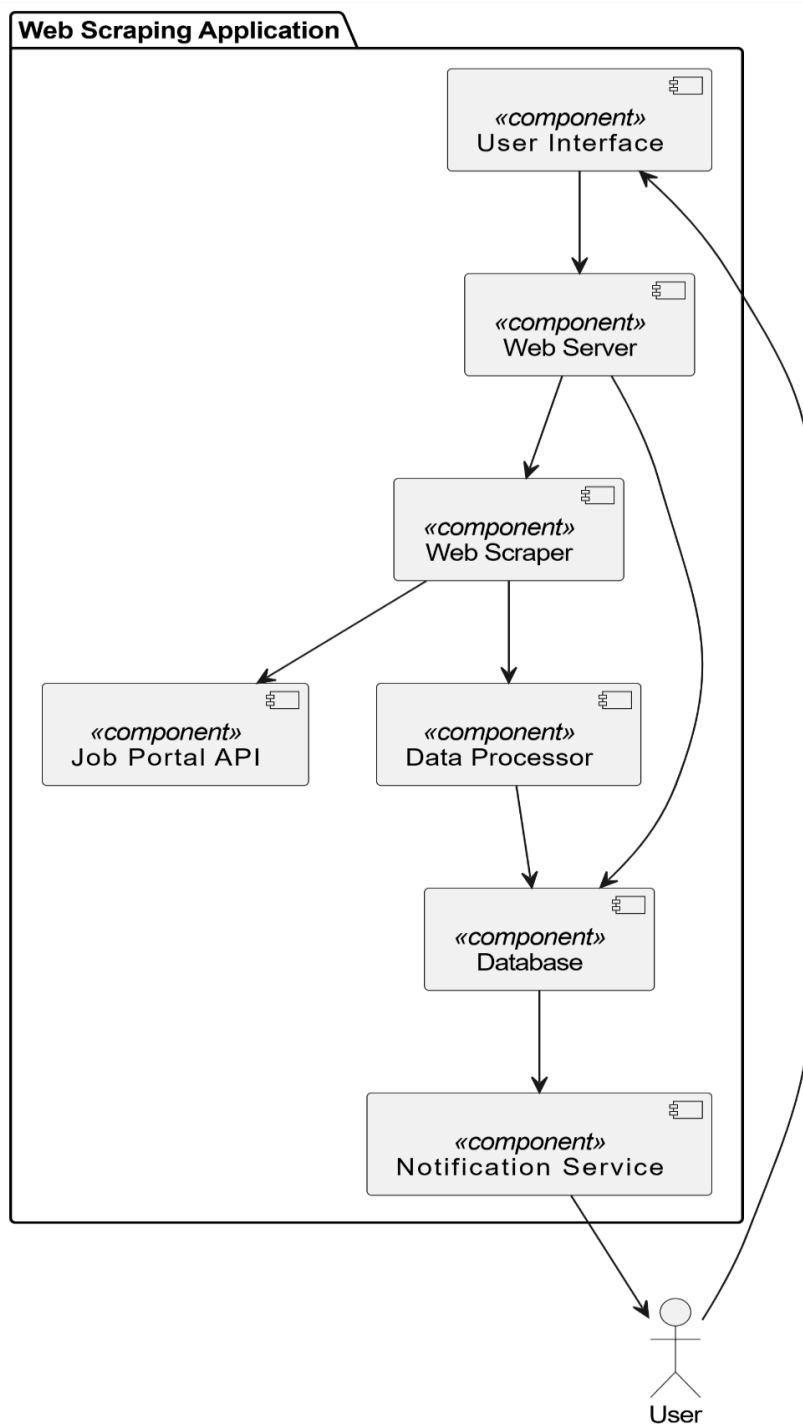 Web Scraping Application
«component»
User Interface
«component»
Web Server
«component»
Web Scraper
«component»
Job Portal API
«component»
Data Processor
«component»
Database
«component»
Notification Service
User